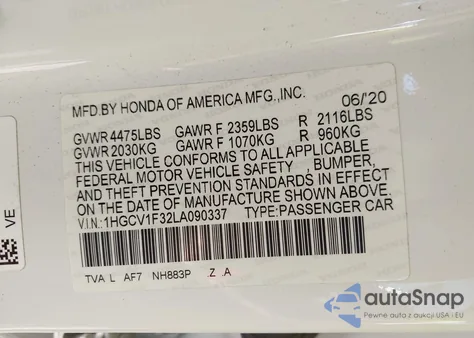 MFD.BY HONDA OF AMERICA MFG.,INC. 06/'20
GVWR 4475LBS GAWR F 2359LBS R 2116LBS
GVWR 2030KG GAWR F 1070KG R 960KG
THIS VEHICLE CONFORMS TO ALL APPLICABLE
FEDERAL MOTOR VEHICLE SAFETY , BUMPER,
AND THEFT PREVENTION STANDARDS IN EFFECT
ON THE DATE OF MANUFACTURE SHOWN ABOVE.
V.I.N.:1HGCV1F32LA090337 TYPE:PASSENGER CAR
TVA L AF7 NH883P .Z .A
VE
autoSnap
Pewne auta z aukcji USA i EU